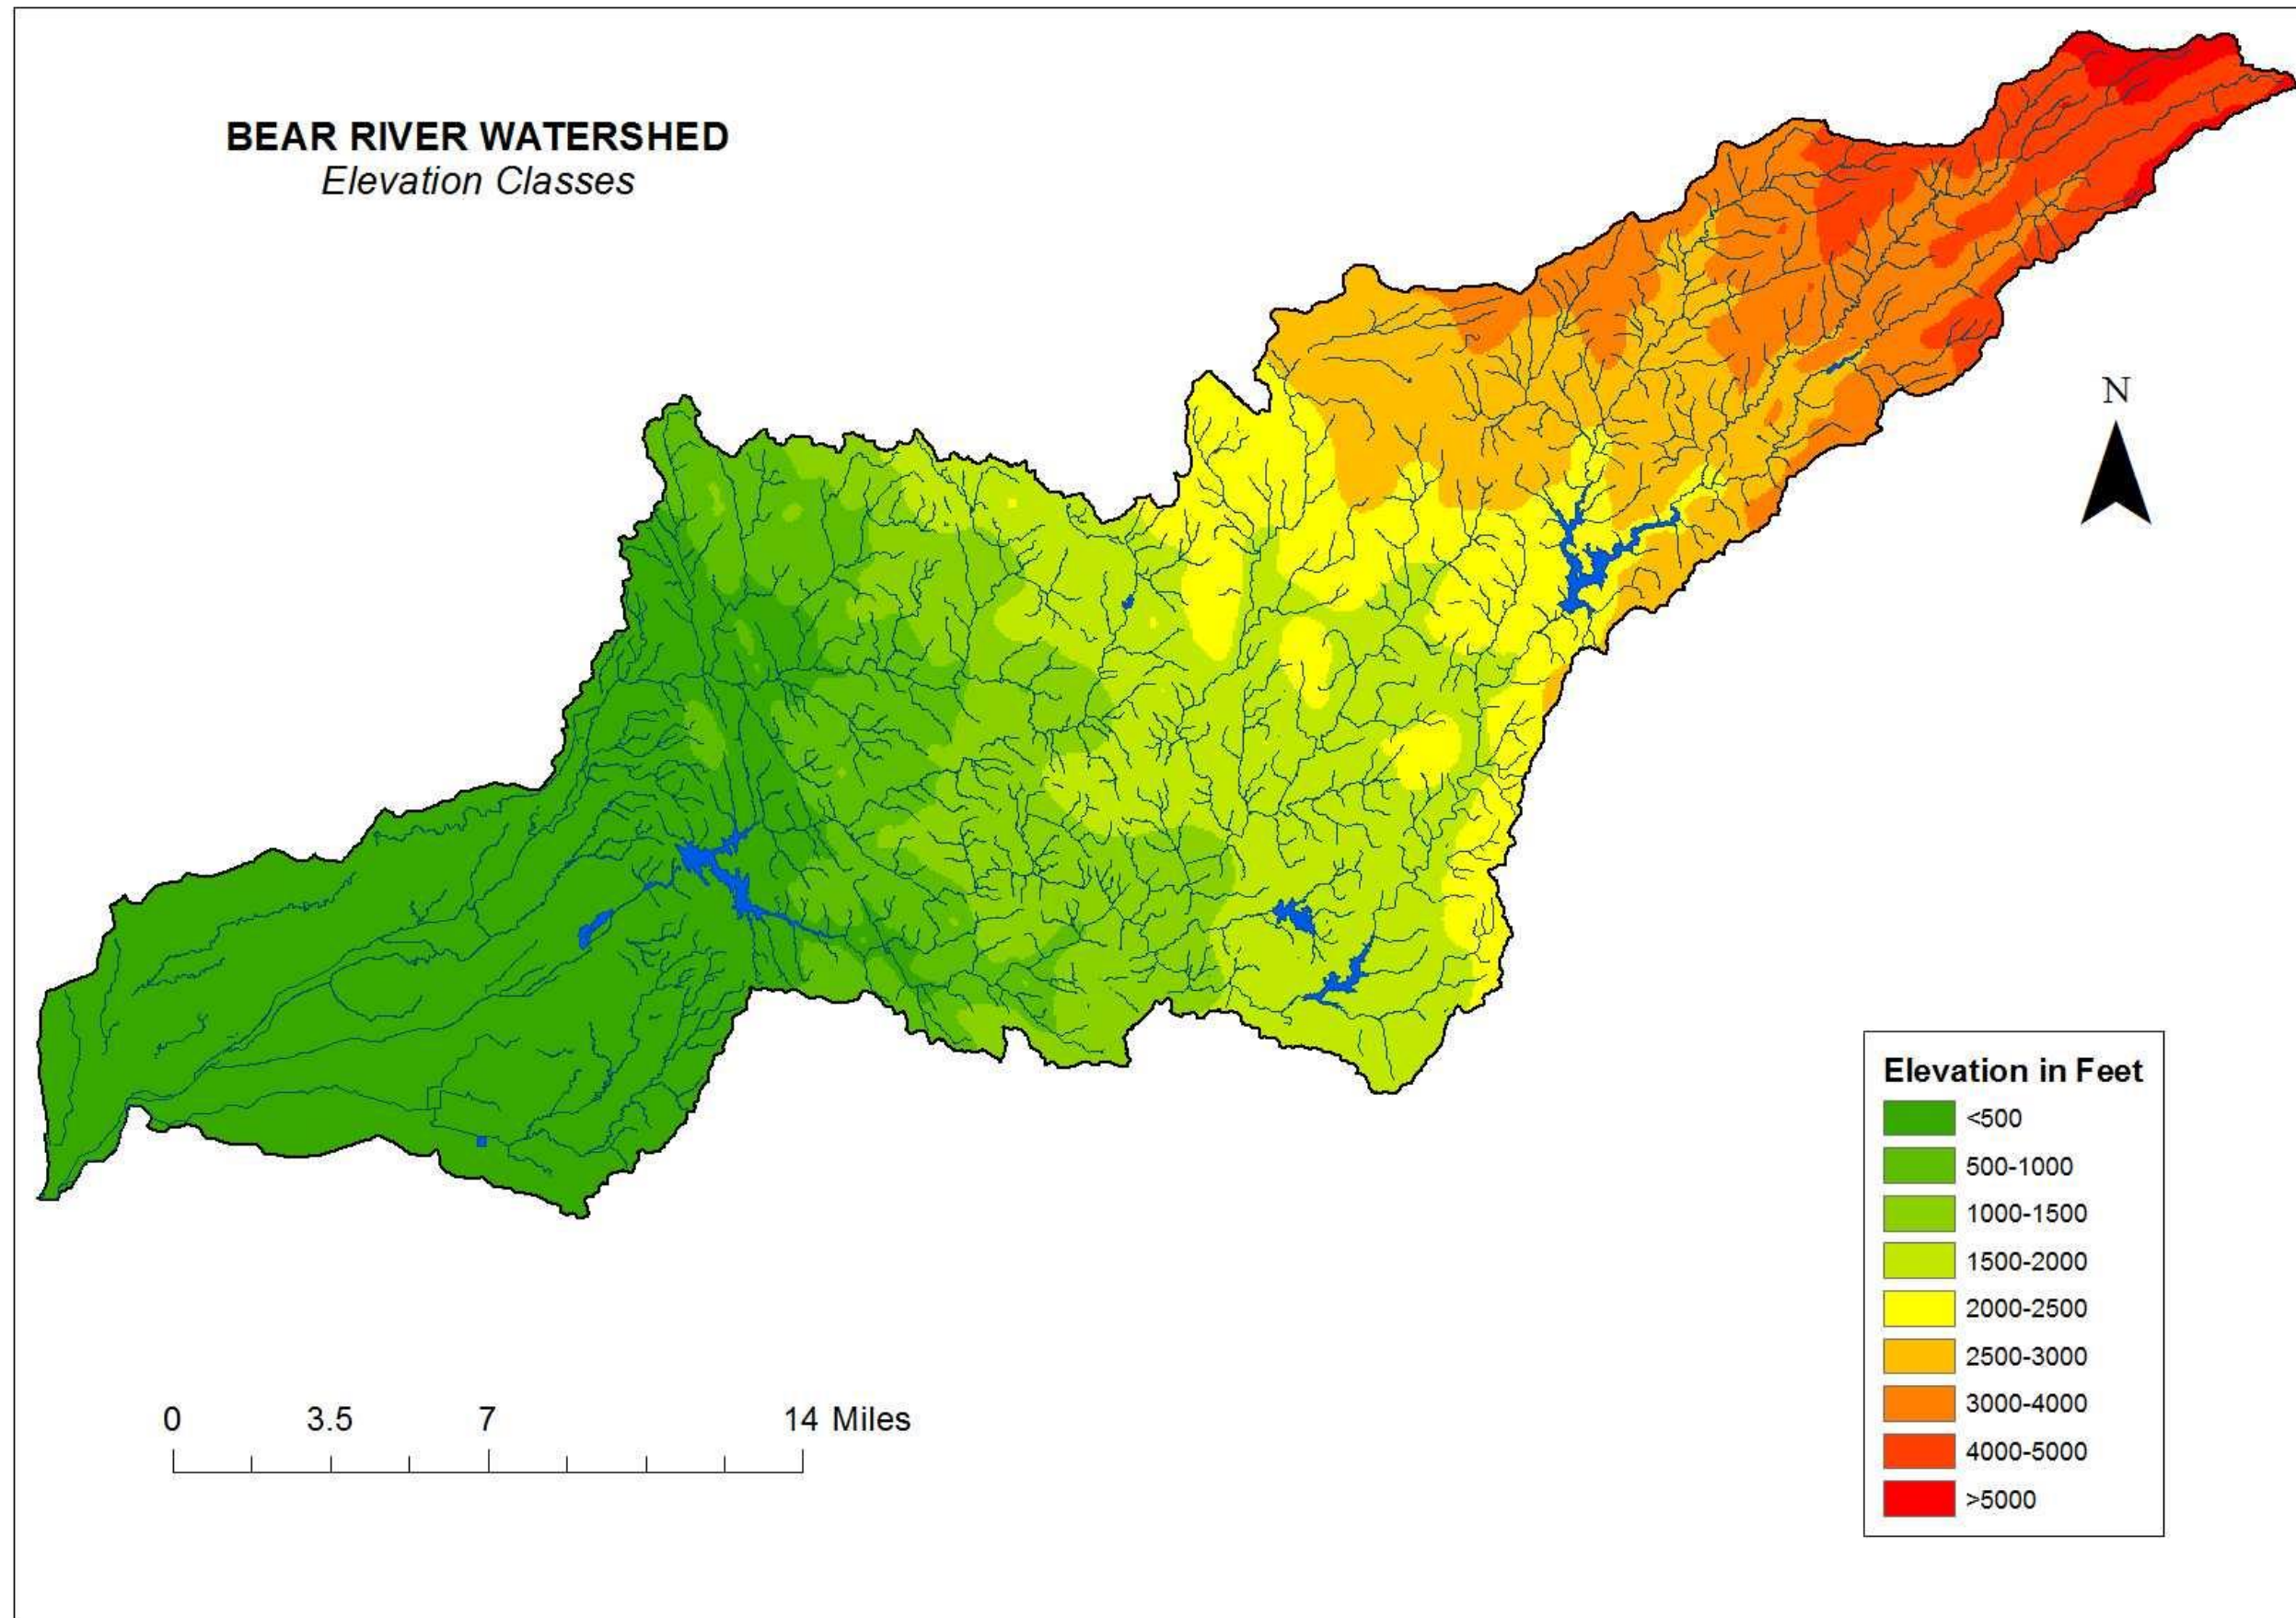 BEAR RIVER WATERSHED
Elevation Classes
N
Elevation in Feet
<500
500-1000
1000-1500
1500-2000
2000-2500
2500-3000
3000-4000
4000-5000
>5000
0 3.5 7 14 Miles